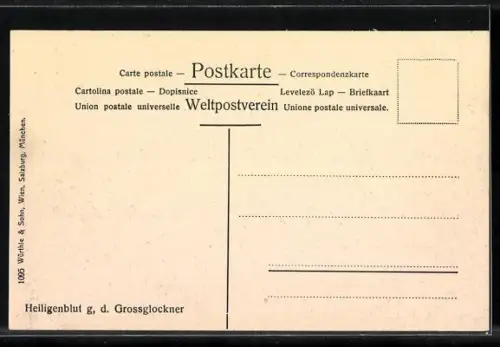 Carte postale — Postkarte — Correspondenzkarte
Cartolina postale — Dopisnice Levelező Lap — Briefkaart
Union postale universelle Weltpostverein Unione postale universale.
1095 Würthle & Sohn, Wien, Salzburg, München.
Heiligenblut g, d. Grossglockner